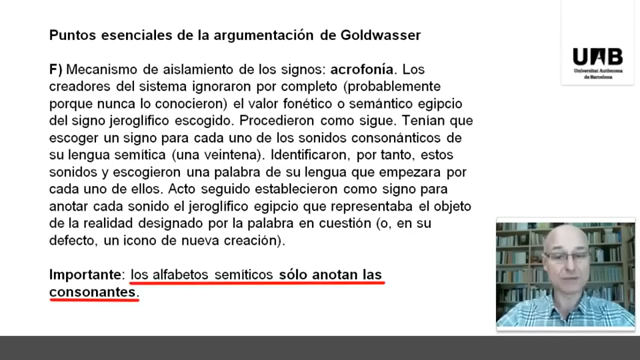 Puntos esenciales de la argumentación de Goldwasser
F) Mecanismo de aislamiento de los signos: acrofonía. Los
creadores del sistema ignoraron por completo (probablemente
porque nunca lo conocieron) el valor fonético o semántico egipcio
del signo jeroglífico escogido. Procedieron como sigue. Tenían que
escoger un signo para cada uno de los sonidos consonánticos de
su lengua semítica (una veintena). Identificaron, por tanto, estos
sonidos y escogieron una palabra de su lengua que empezara por
cada uno de ellos. Acto seguido establecieron como signo para
anotar cada sonido el jeroglífico egipcio que representaba el objeto
de la realidad designado por la palabra en cuestión (o, en su
defecto, un icono de nueva creación).
Importante: los alfabetos semíticos sólo anotan las
consonantes.
UAB
Universitat Autònoma
de Barcelona